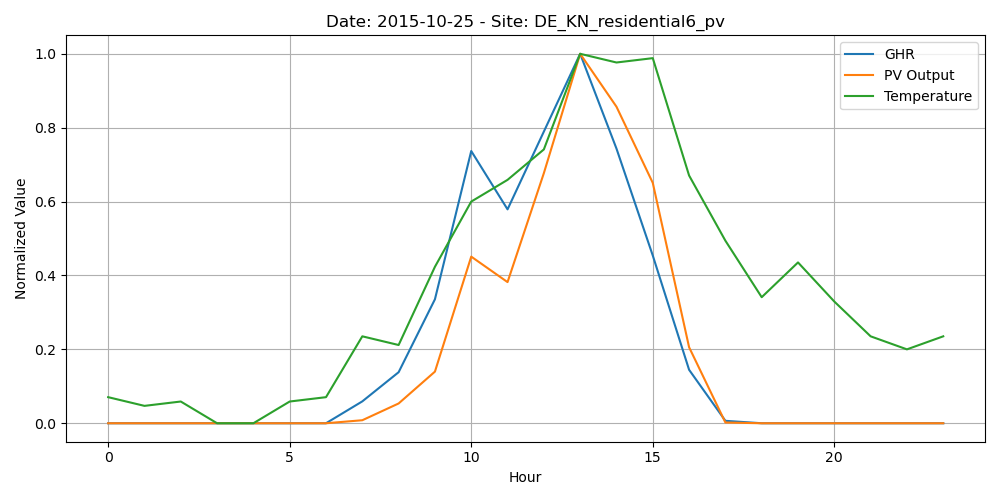 Date: 2015-10-25 - Site: DE_KN_residential6_pv
GHR
PV Output
Temperature
Normalized Value
1.0
0.8
0.6
0.4
0.2
0.0
0 5 10 15 20
Hour